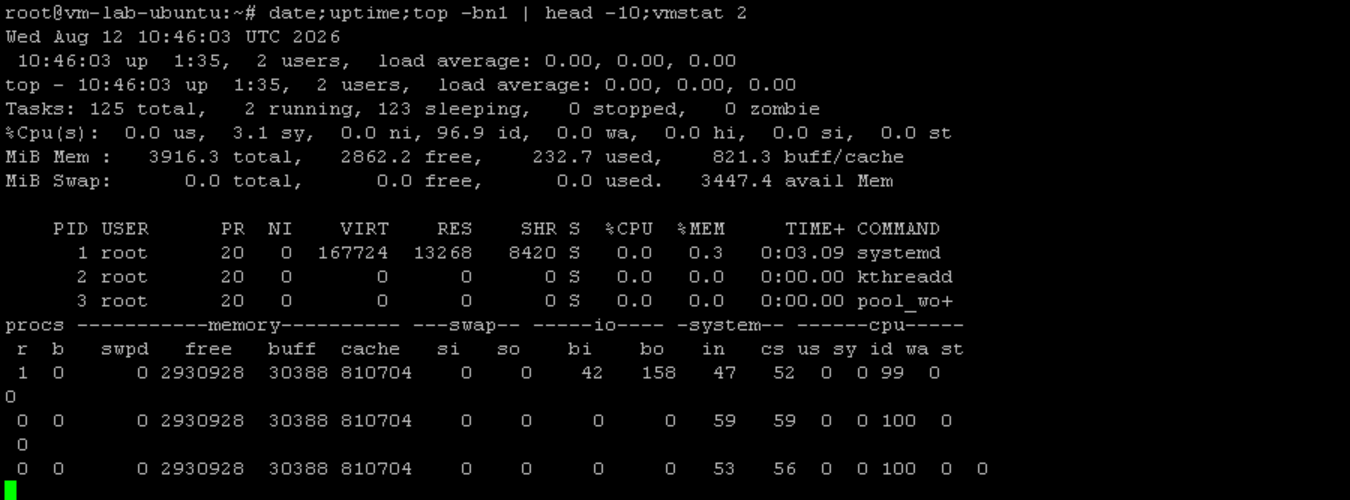 root@vm-lab-ubuntu:~# date;uptime;top -bn1 | head -10;vmstat 2
Wed Aug 12 10:46:03 UTC 2026
 10:46:03 up  1:35,  2 users,  load average: 0.00, 0.00, 0.00
top - 10:46:03 up  1:35,  2 users,  load average: 0.00, 0.00, 0.00
Tasks: 125 total,   2 running, 123 sleeping,   0 stopped,   0 zombie
%Cpu(s):  0.0 us,  3.1 sy,  0.0 ni, 96.9 id,  0.0 wa,  0.0 hi,  0.0 si,  0.0 st
MiB Mem :   3916.3 total,   2862.2 free,    232.7 used,    821.3 buff/cache
MiB Swap:      0.0 total,      0.0 free,      0.0 used.   3447.4 avail Mem

    PID USER      PR  NI    VIRT    RES    SHR S  %CPU  %MEM     TIME+ COMMAND
      1 root      20   0  167724  13268   8420 S   0.0   0.3   0:03.09 systemd
      2 root      20   0       0      0      0 S   0.0   0.0   0:00.00 kthreadd
      3 root      20   0       0      0      0 S   0.0   0.0   0:00.00 pool_wo+
procs -----------memory---------- ---swap-- -----io---- -system-- ------cpu-----
 r  b   swpd   free   buff  cache   si   so    bi    bo   in   cs us sy id wa st
 1  0      0 2930928  30388 810704    0    0    42   158   47   52  0  0 99  0
0
 0  0      0 2930928  30388 810704    0    0     0     0   59   59  0  0 100  0
 0
 0  0      0 2930928  30388 810704    0    0     0     0   53   56  0  0 100  0  0